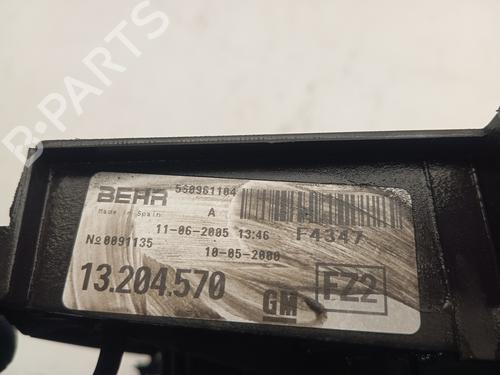 B-PARTS
BEHR
550961104
Made in Spain
A
11-06-2005 13:46
F4347
No 0091135
10-05-2000
13.204.570
GM
FZ2